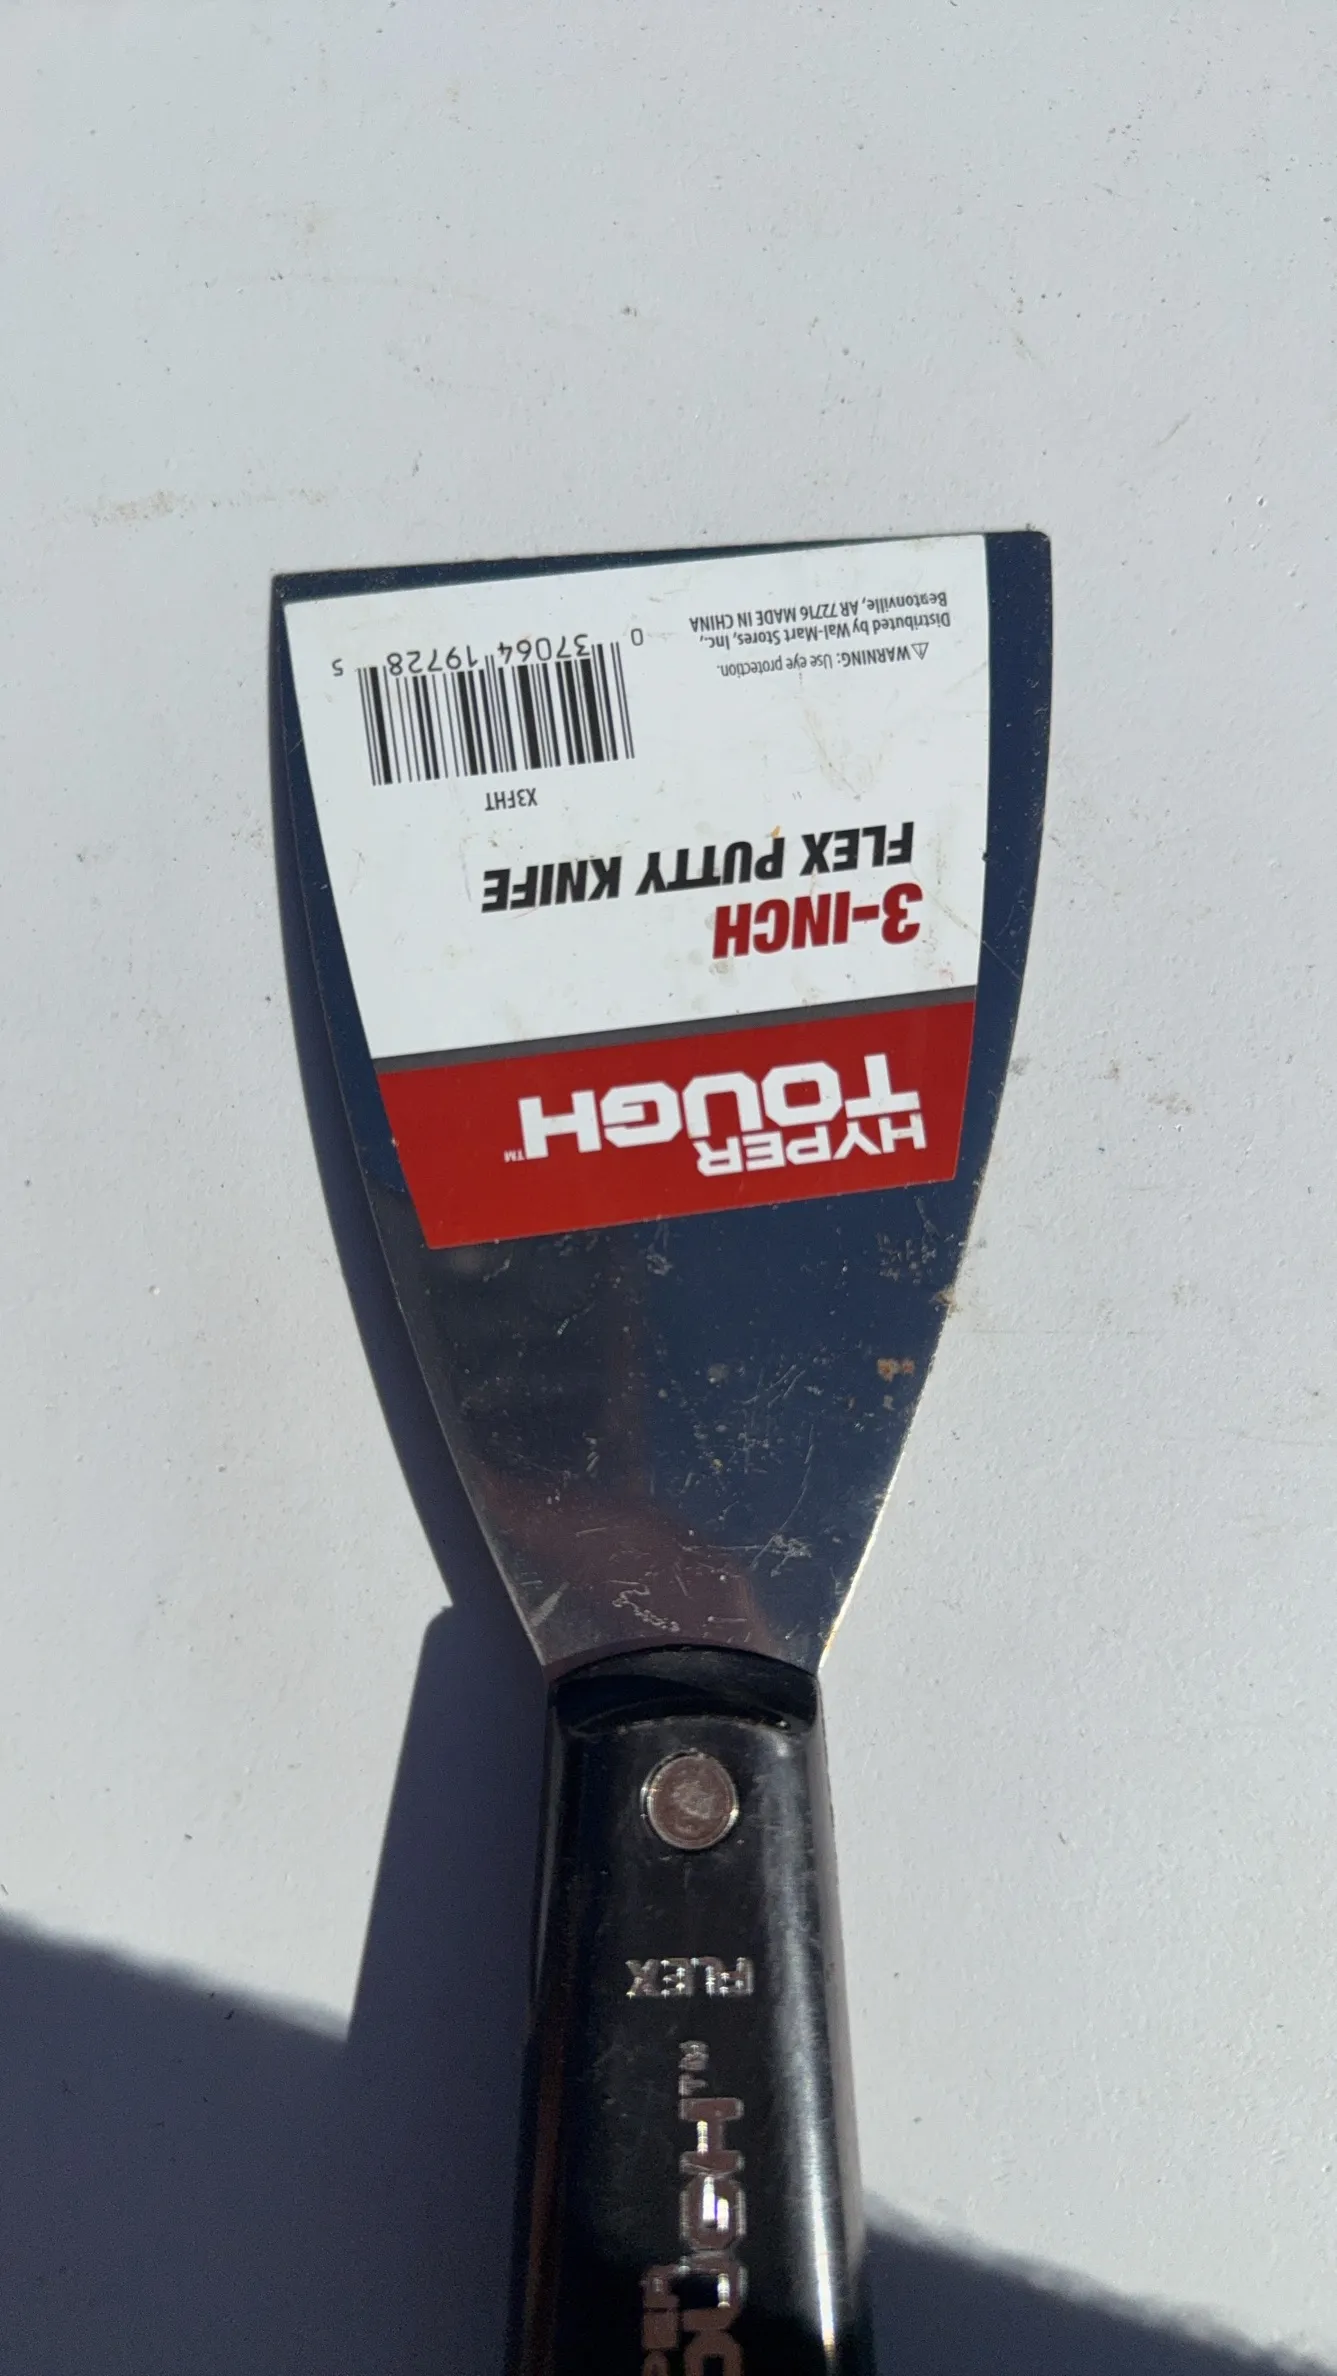 HYPER
TOUGH™
3-INCH
FLEX PUTTY KNIFE
X3FHT
0 37064 19728 5
⚠WARNING: Use eye protection.
Distributed by Wal-Mart Stores, Inc.,
Bentonville, AR 72716 MADE IN CHINA
FLEX